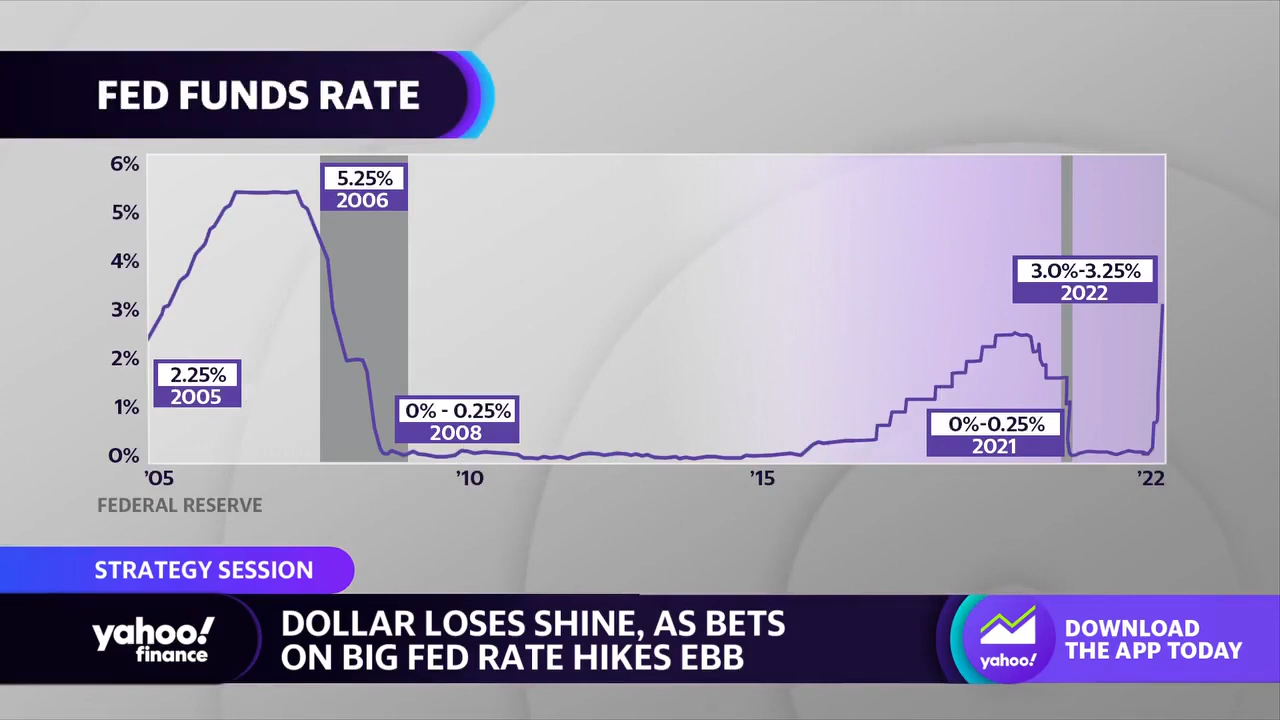 FED FUNDS RATE
6%
5%
4%
3%
2%
1%
0%
5.25%
2006
2.25%
2005
0% - 0.25%
2008
3.0%-3.25%
2022
0%-0.25%
2021
'05
'10
'15
'22
FEDERAL RESERVE
STRATEGY SESSION
yahoo!
finance
DOLLAR LOSES SHINE, AS BETS
ON BIG FED RATE HIKES EBB
yahoo!
DOWNLOAD
THE APP TODAY